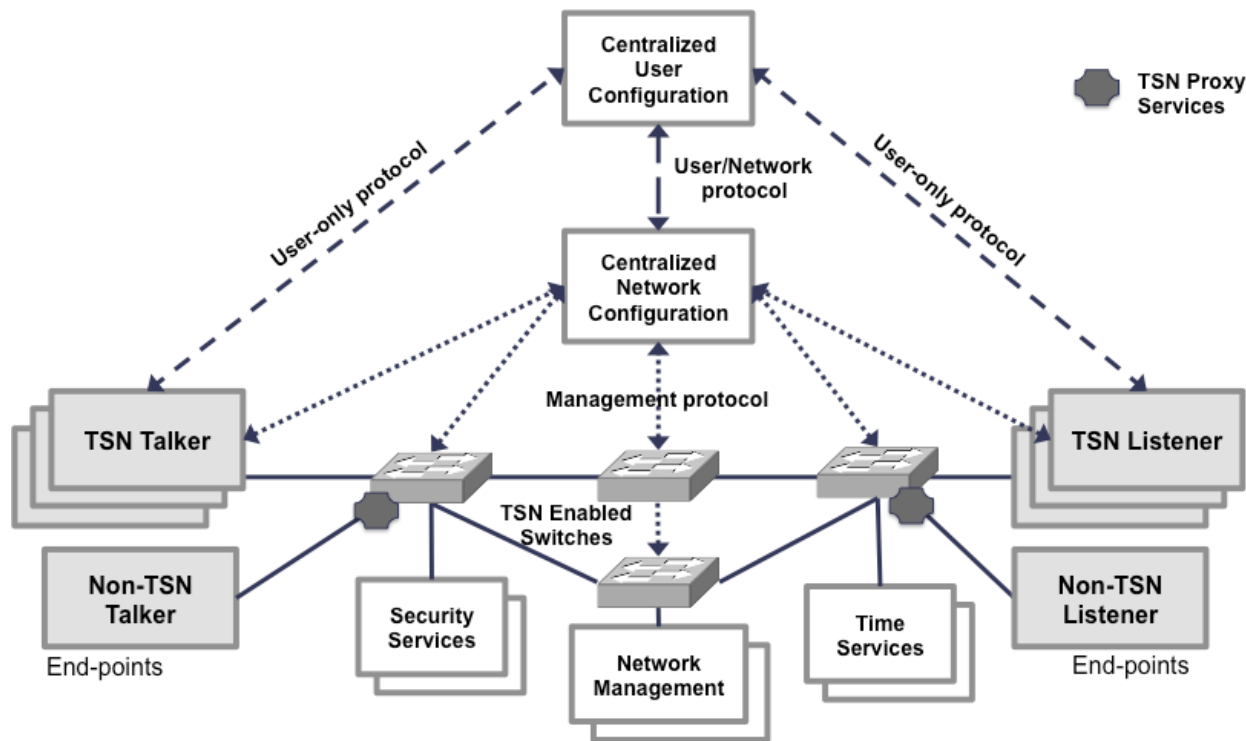 Centralized
User
Configuration
TSN Proxy
Services
User-only protocol
User/Network
protocol
User-only protocol
Centralized
Network
Configuration
Management protocol
TSN Talker
TSN Listener
TSN Enabled
Switches
Non-TSN
Talker
Security
Services
Network
Management
Time
Services
Non-TSN
Listener
End-points
End-points